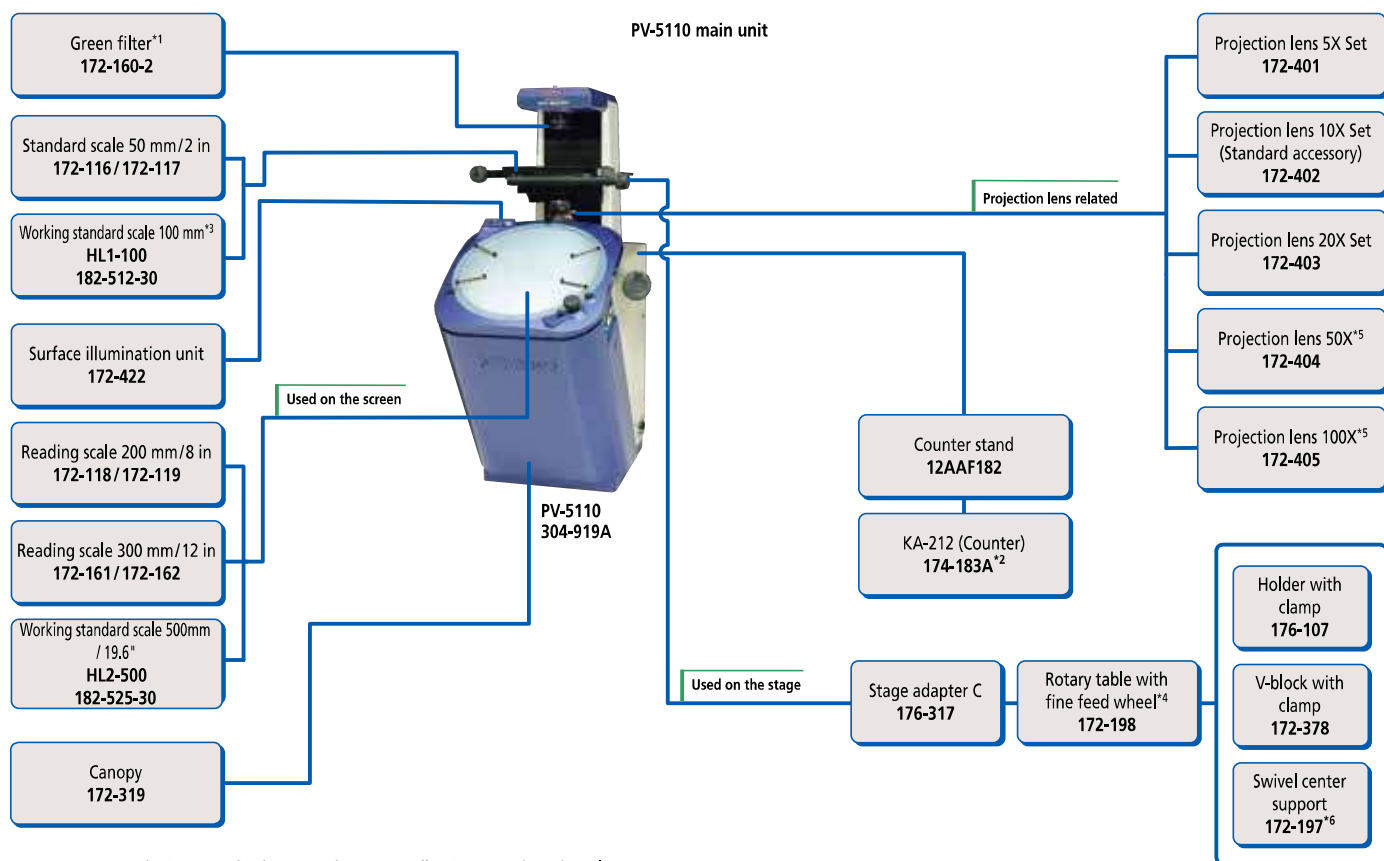 PV-5110 main unit
Green filter*1
172-160-2
Standard scale 50 mm/2 in
172-116/172-117
Working standard scale 100 mm*3
HL1-100
182-512-30
Surface illumination unit
172-422
Used on the screen
Reading scale 200 mm/8 in
172-118/172-119
Reading scale 300 mm/12 in
172-161/172-162
Working standard scale 500mm
/ 19.6"
HL2-500
182-525-30
Canopy
172-319
PV-5110
304-919A
Projection lens related
Projection lens 5X Set
172-401
Projection lens 10X Set
(Standard accessory)
172-402
Projection lens 20X Set
172-403
Projection lens 50X*5
172-404
Projection lens 100X*5
172-405
Counter stand
12AAF182
KA-212 (Counter)
174-183A*2
Used on the stage
Stage adapter C
176-317
Rotary table with
fine feed wheel*4
172-198
Holder with
clamp
176-107
V-block with
clamp
172-378
Swivel center
support
172-197*6